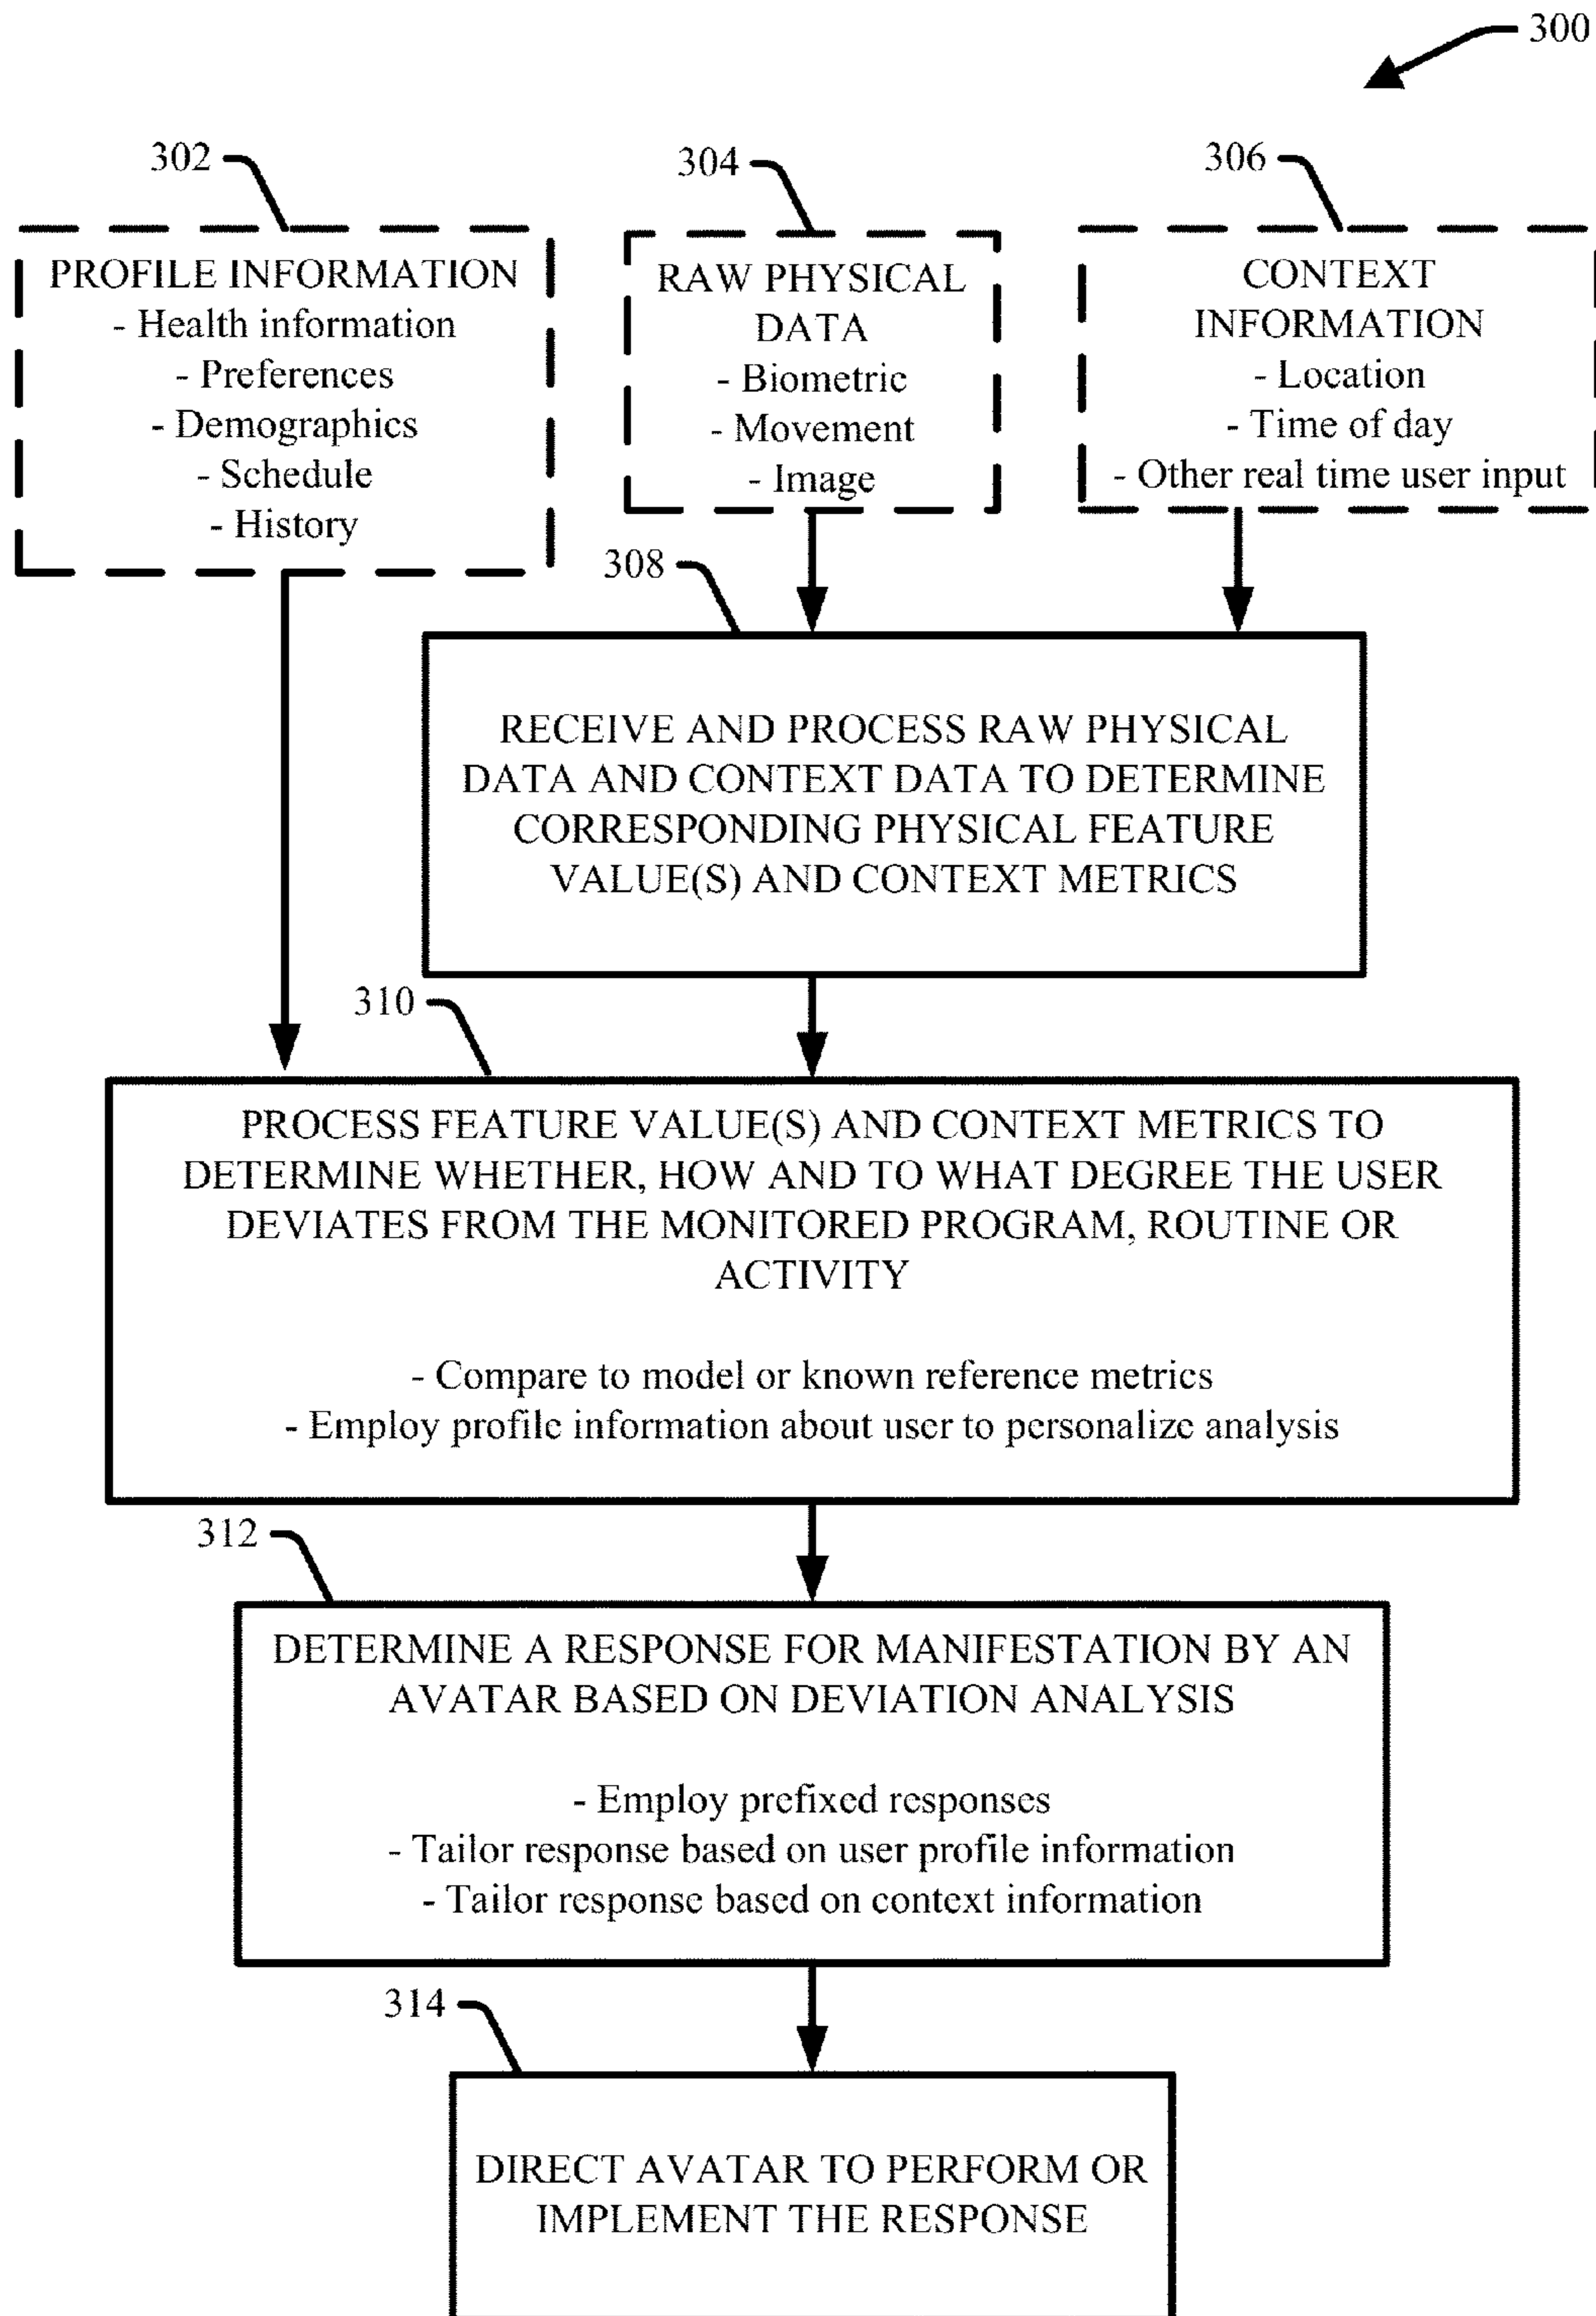 300
302
304
306
PROFILE INFORMATION
- Health information
- Preferences
- Demographics
- Schedule
- History
RAW PHYSICAL
DATA
- Biometric
- Movement
- Image
CONTEXT
INFORMATION
- Location
- Time of day
- Other real time user input
308
RECEIVE AND PROCESS RAW PHYSICAL
DATA AND CONTEXT DATA TO DETERMINE
CORRESPONDING PHYSICAL FEATURE
VALUE(S) AND CONTEXT METRICS
310
PROCESS FEATURE VALUE(S) AND CONTEXT METRICS TO
DETERMINE WHETHER, HOW AND TO WHAT DEGREE THE USER
DEVIATES FROM THE MONITORED PROGRAM, ROUTINE OR
ACTIVITY
- Compare to model or known reference metrics
- Employ profile information about user to personalize analysis
312
DETERMINE A RESPONSE FOR MANIFESTATION BY AN
AVATAR BASED ON DEVIATION ANALYSIS
- Employ prefixed responses
- Tailor response based on user profile information
- Tailor response based on context information
314
DIRECT AVATAR TO PERFORM OR
IMPLEMENT THE RESPONSE